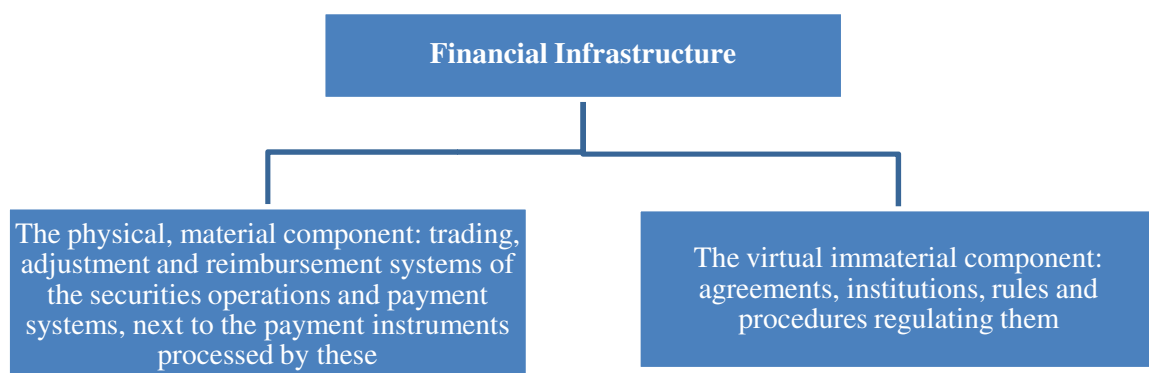 Financial Infrastructure
The physical, material component: trading,
adjustment and reimbursement systems of
the securities operations and payment
systems, next to the payment instruments
processed by these
The virtual immaterial component:
agreements, institutions, rules and
procedures regulating them